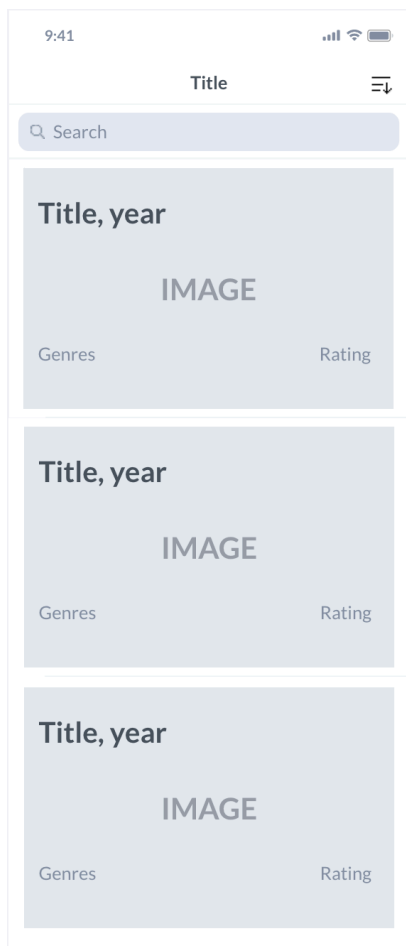 9:41
Title
Search
Title, year
IMAGE
Genres Rating
Title, year
IMAGE
Genres Rating
Title, year
IMAGE
Genres Rating